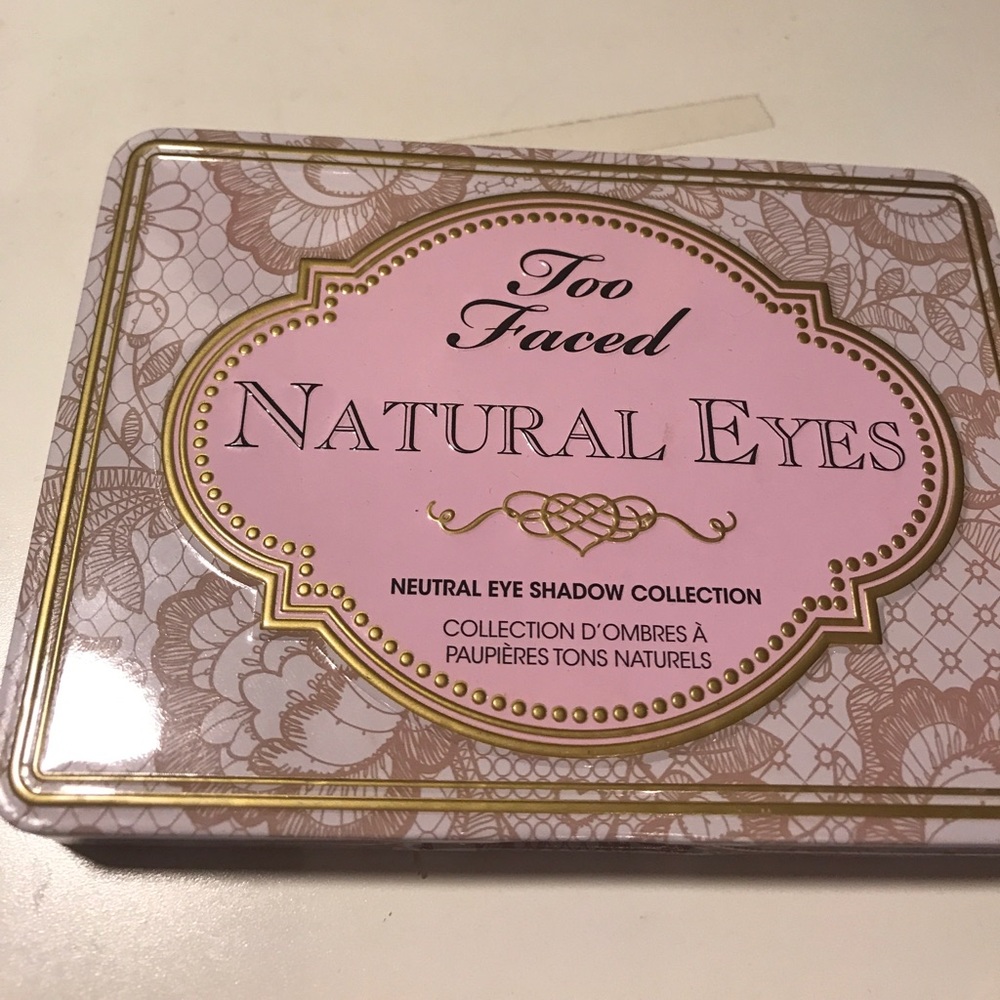 Too
Faced
NATURAL EYES
NEUTRAL EYE SHADOW COLLECTION
COLLECTION D'OMBRES À
PAUPIÈRES TONS NATURELS